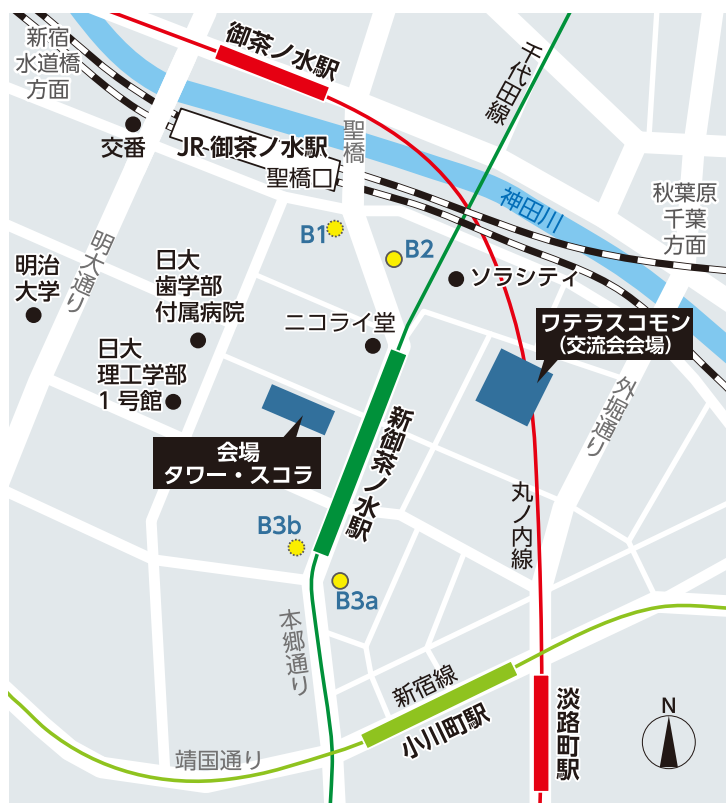 新宿
水道橋
方面
御茶ノ水駅
千代田線
交番
JR 御茶ノ水駅
聖橋口
聖橋
神田川
秋葉原
千葉
方面
B1
B2
ソラシティ
明大通り
明治
大学
日大
歯学部
付属病院
ニコライ堂
ワテラスコモン
(交流会会場)
日大
理工学部
1 号館
外堀通り
会場
タワー・スコラ
新御茶ノ水駅
丸ノ内線
B3b
B3a
本郷通り
新宿線
小川町駅
淡路町駅
靖国通り
N